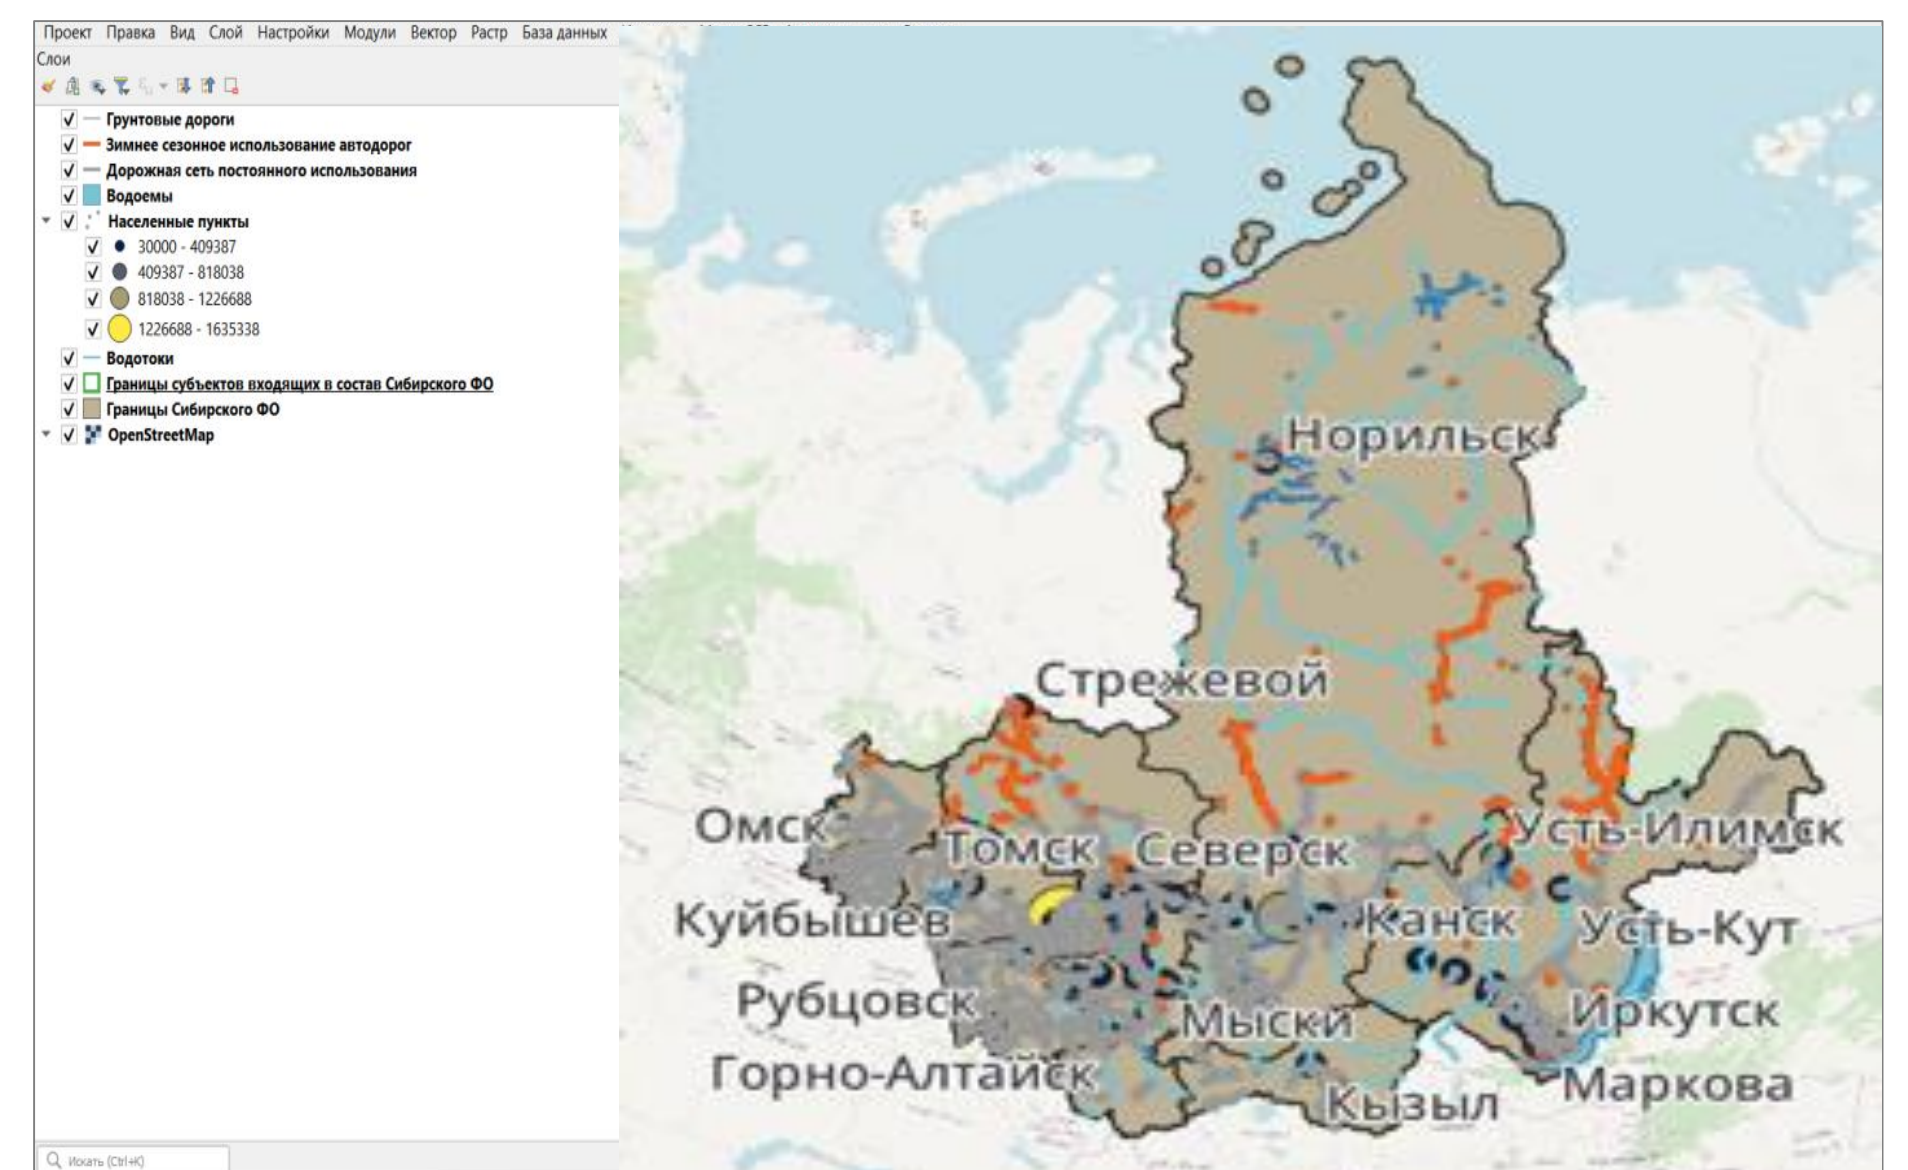 Проект Правка Вид Слой Настройки Модули Вектор Растр База данных
Слои
Грунтовые дороги
Зимнее сезонное использование автодорог
Дорожная сеть постоянного использования
Водоемы
Населенные пункты
30000 - 409387
409387 - 818038
818038 - 1226688
1226688 - 1635338
Водотоки
Границы субъектов входящих в состав Сибирского ФО
Границы Сибирского ФО
OpenStreetMap
Искать (Ctrl+K)
Норильск
Стрежевой
Омск
Томск Северск Усть-Илимск
Куйбышев Канск Усть-Кут
Рубцовск Мыски Иркутск
Горно-Алтайск Кызыл Маркова